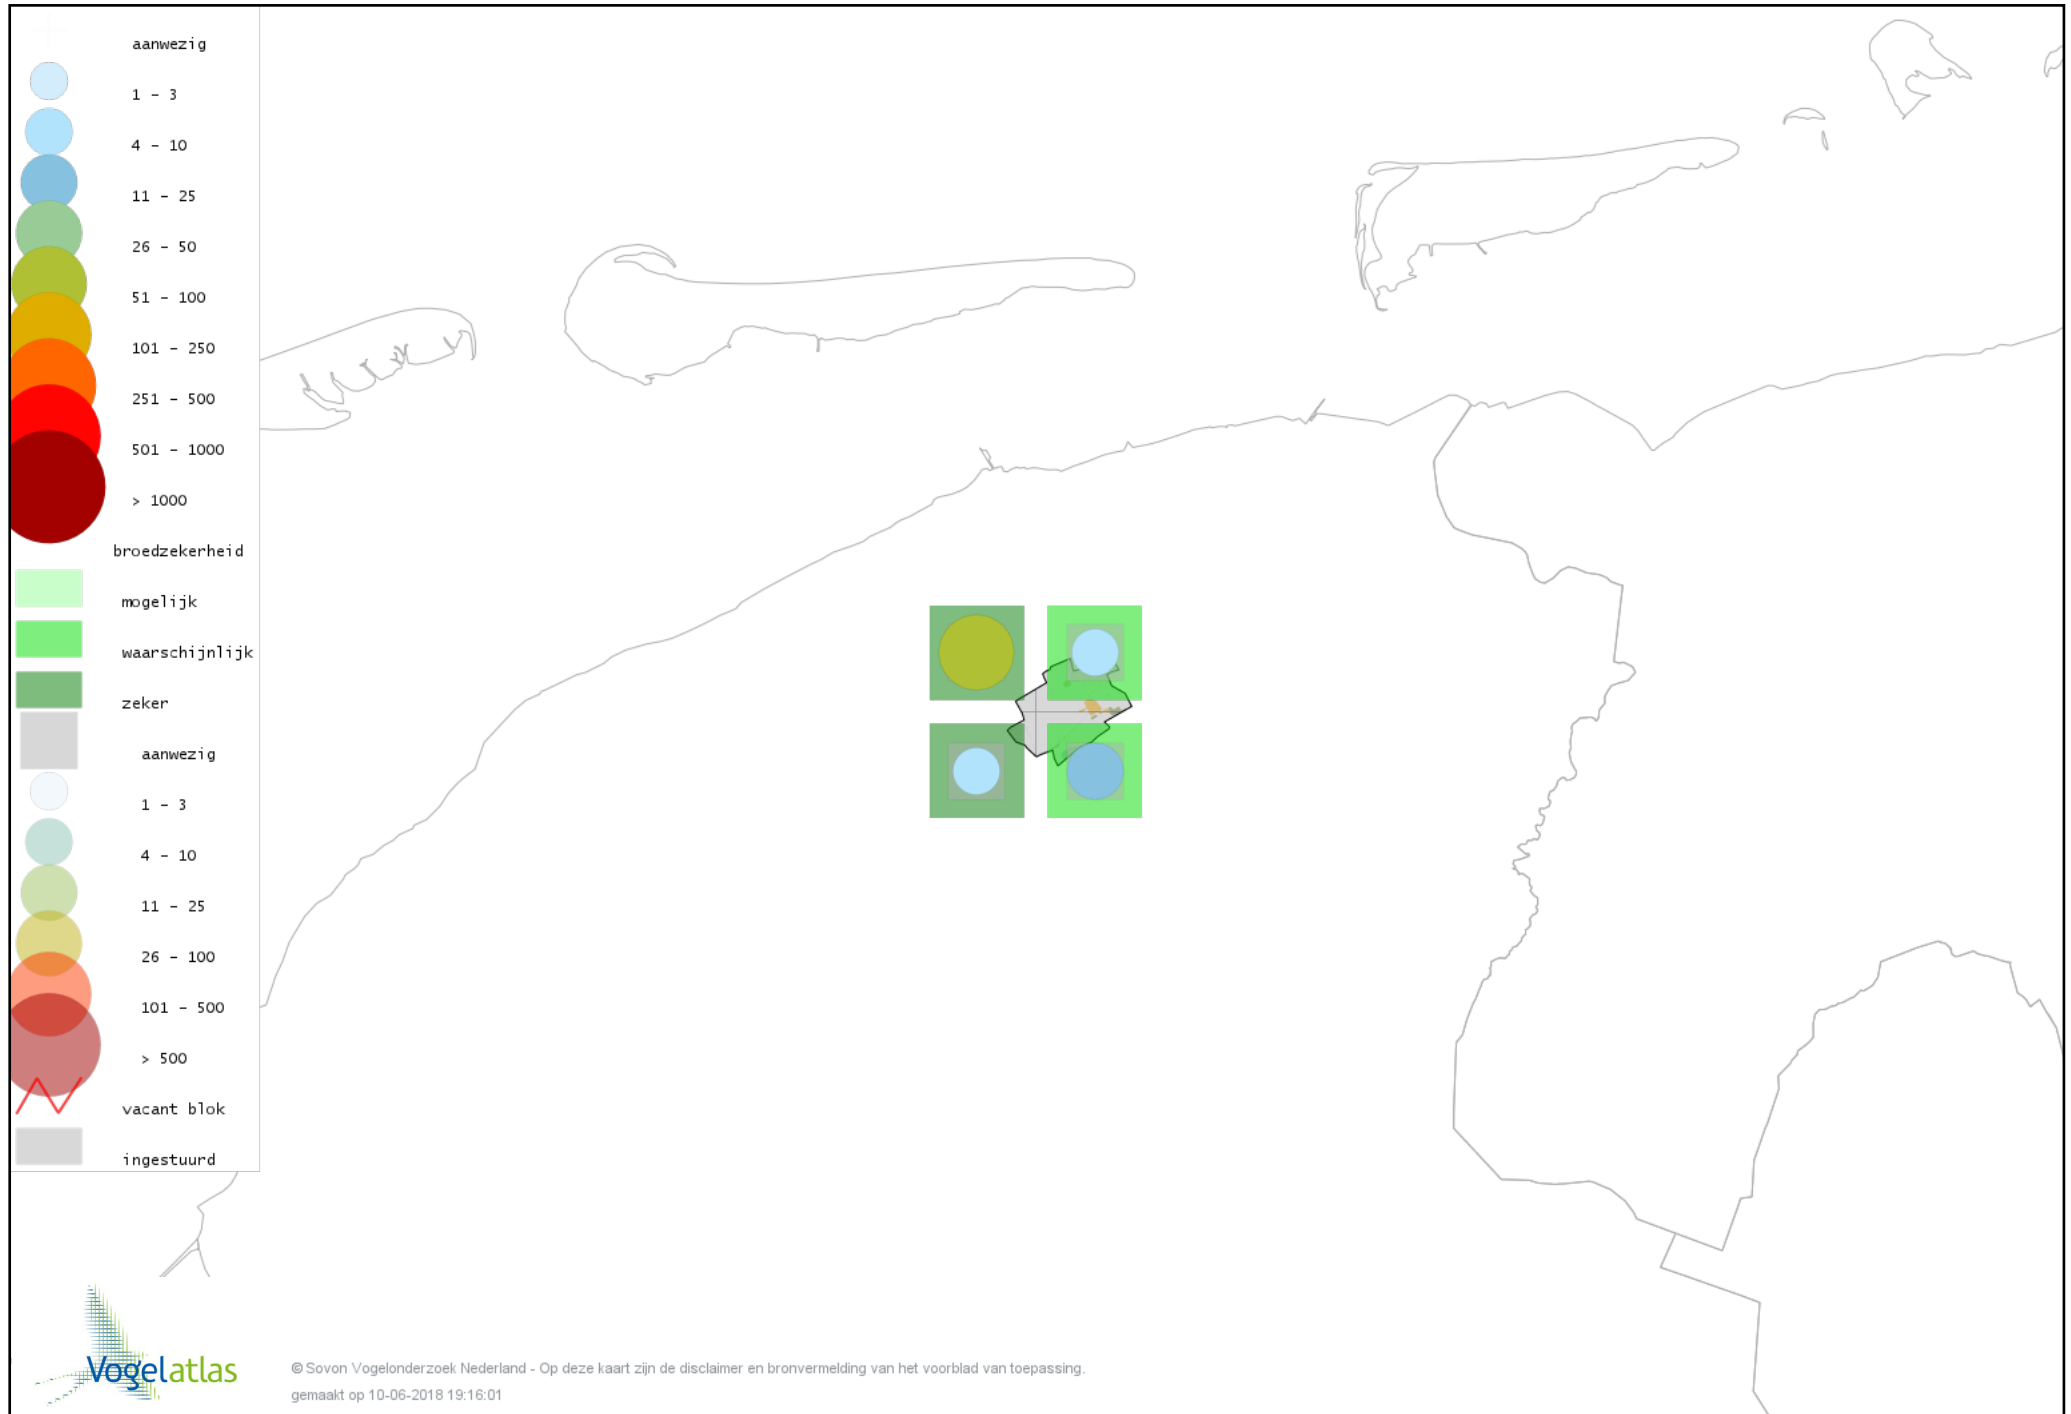 aanwezig
1 – 3
4 – 10
11 – 25
26 – 50
51 – 100
101 – 250
251 – 500
501 – 1000
> 1000
broedzekerheid
mogelijk
waarschijnlijk
zeker
aanwezig
1 – 3
4 – 10
11 – 25
26 – 100
101 – 500
> 500
vacant blok
ingestuurd
Vogelatlas
© Sovon Vogelonderzoek Nederland - Op deze kaart zijn de disclaimer en bronvermelding van het voorblad van toepassing.
gemaakt op 10-06-2018 19:16:01